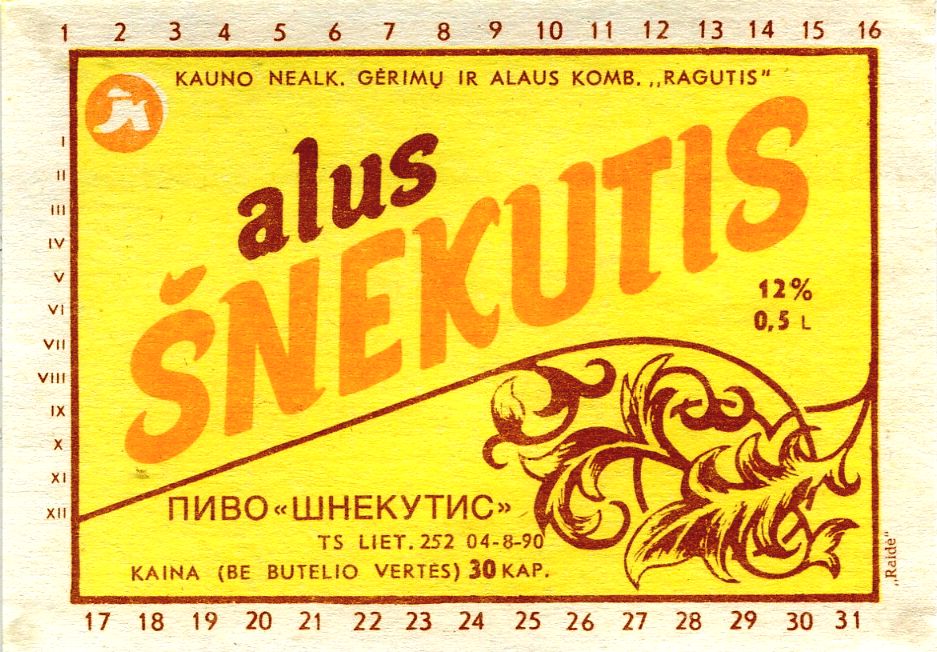 1 2 3 4 5 6 7 8 9 10 11 12 13 14 15 16
KAUNO NEALK. GĖRIMŲ IR ALAUS KOMB. „RAGUTIS"
I
II
III
IV
V
VI
VII
VIII
IX
X
XI
XII
alus
ŠNEKUTIS
12%
0,5 L
ПИВО «ШНЕКУТИС»
TS LIET. 252 04-8-90
KAINA (BE BUTELIO VERTĖS) 30 KAP.
„Raidė"
17 18 19 20 21 22 23 24 25 26 27 28 29 30 31